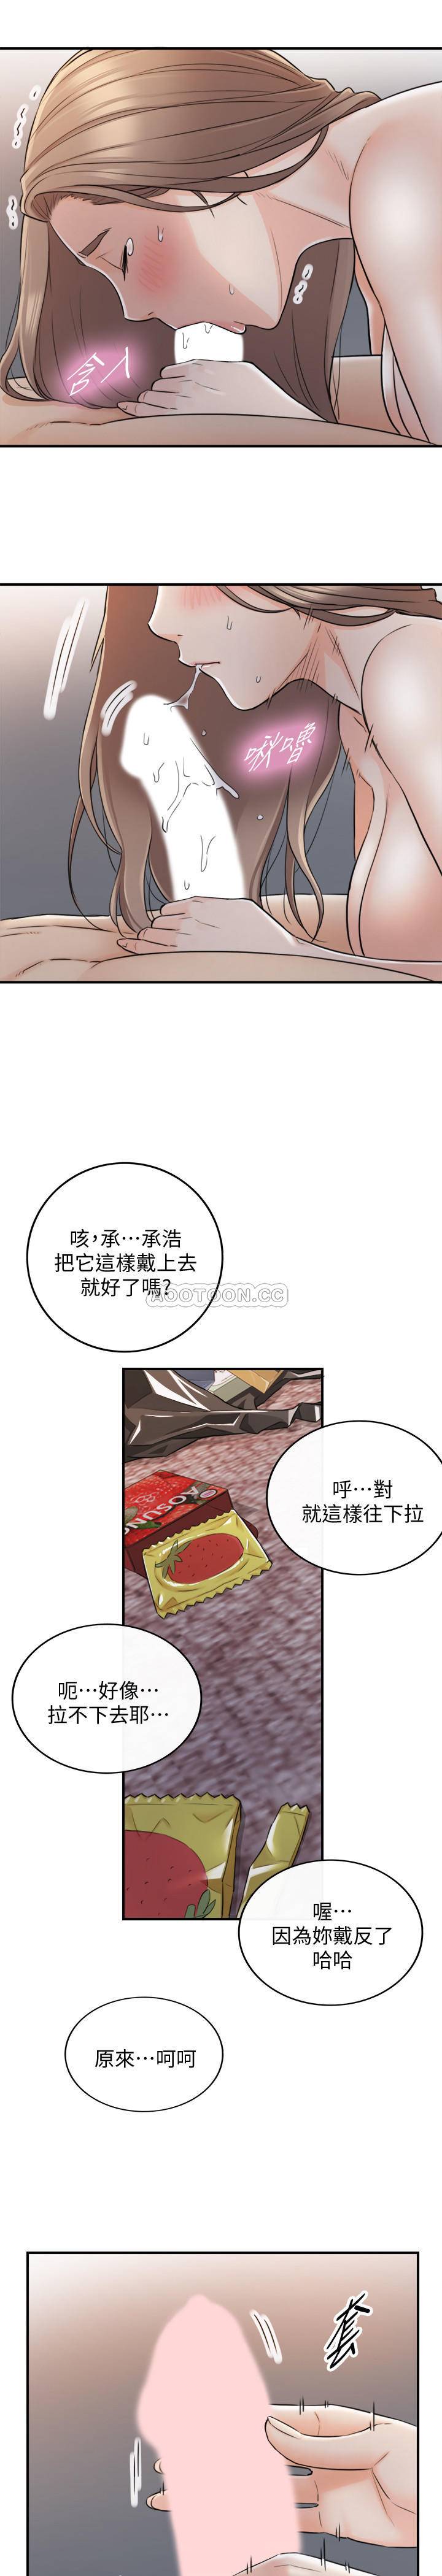 含入
啾嚕
咳，承⋯承浩
把它這樣戴上去
就好了嗎?
AOOTOON.CC
呼⋯對
就這樣往下拉
AOSUNG
呃⋯好像⋯
拉不下去耶⋯
喔⋯
因為妳戴反了
哈哈
原來⋯呵呵
套